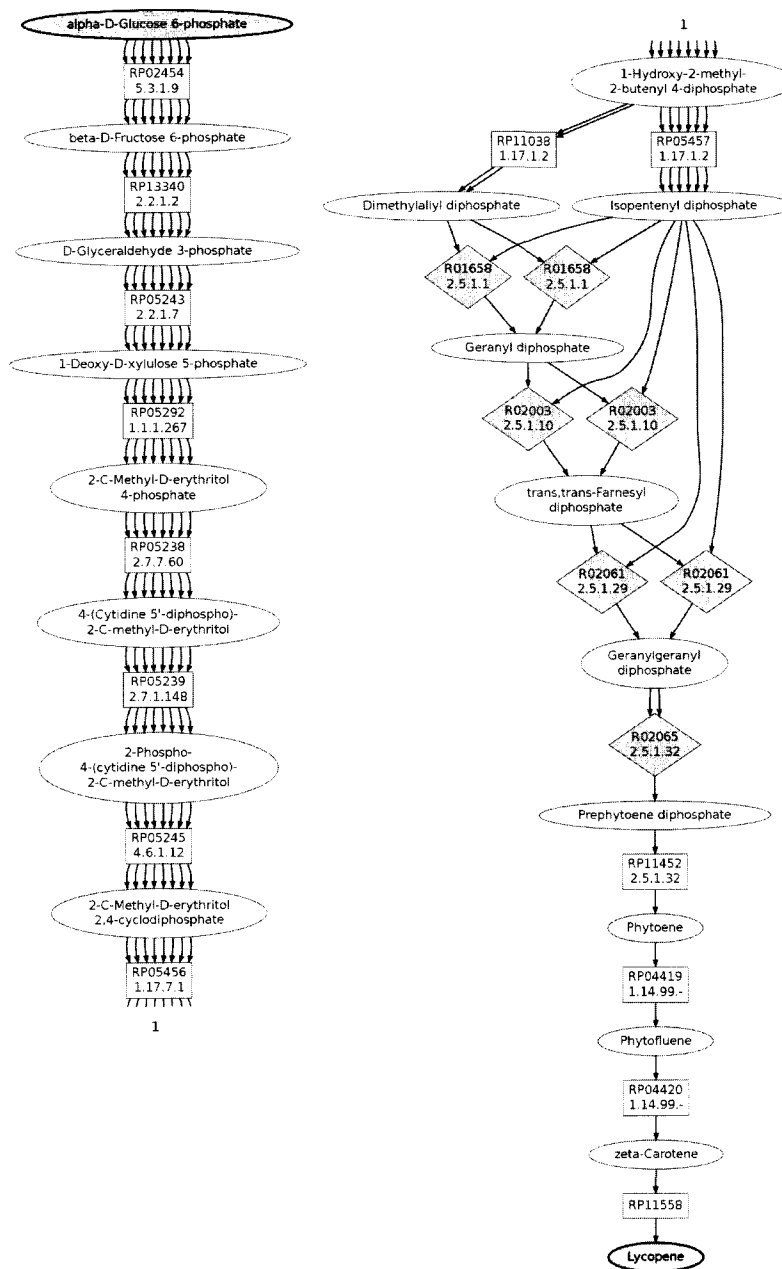 alpha-D-Glucose 6-phosphate
RP02454
5.3.1.9
beta-D-Fructose 6-phosphate
RP13340
2.2.1.2
D-Glyceraldehyde 3-phosphate
RP05243
2.2.1.7
1-Deoxy-D-xylulose 5-phosphate
RP05292
1.1.1.267
2-C-Methyl-D-erythritol
4-phosphate
RP05238
2.7.7.60
4-(Cytidine 5'-diphospho)-
2-C-methyl-D-erythritol
RP05239
2.7.1.148
2-Phospho-
4-(cytidine 5'-diphospho)-
2-C-methyl-D-erythritol
RP05245
4.6.1.12
2-C-Methyl-D-erythritol
2,4-cyclodiphosphate
RP05456
1.17.7.1
1
1
1-Hydroxy-2-methyl-
2-butenyl 4-diphosphate
RP11038
1.17.1.2
RP05457
1.17.1.2
Dimethylallyl diphosphate
Isopentenyl diphosphate
R01658
2.5.1.1
R01658
2.5.1.1
Geranyl diphosphate
R02003
2.5.1.10
R02003
2.5.1.10
trans,trans-Farnesyl
diphosphate
R02061
2.5.1.29
R02061
2.5.1.29
Geranylgeranyl
diphosphate
R02065
2.5.1.32
Prephytoene diphosphate
RP11452
2.5.1.32
Phytoene
RP04419
1.14.99.-
Phytofluene
RP04420
1.14.99.-
zeta-Carotene
RP11558
Lycopene